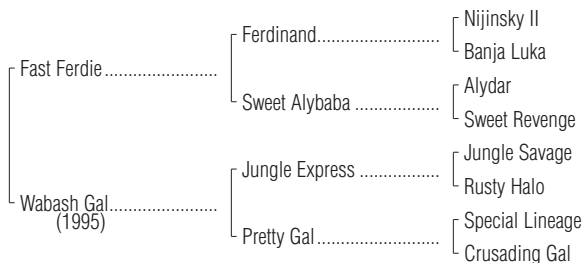 Nijinsky II
Ferdinand
Banja Luka
Fast Ferdie
Alydar
Sweet Alybaba
Sweet Revenge
Jungle Savage
Jungle Express
Rusty Halo
Wabash Gal
(1995)
Special Lineage
Pretty Gal
Crusading Gal